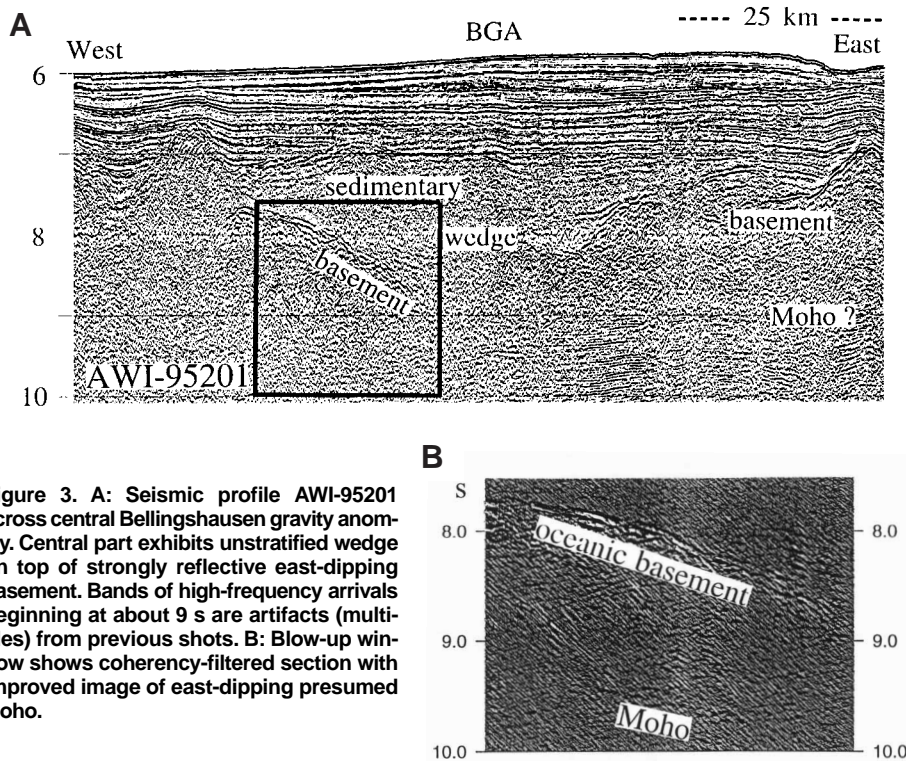 A
West
BGA
25 km
East
6
8
10
sedimentary
wedge
basement
basement
Moho ?
AWI-95201
igure 3. A: Seismic profile AWI-95201
cross central Bellingshausen gravity anom-
y. Central part exhibits unstratified wedge
n top of strongly reflective east-dipping
asement. Bands of high-frequency arrivals
eginning at about 9 s are artifacts (multi-
les) from previous shots. B: Blow-up win-
ow shows coherency-filtered section with
mproved image of east-dipping presumed
oho.
B
S
8.0
8.0
oceanic basement
9.0
9.0
Moho
10.0
10.0